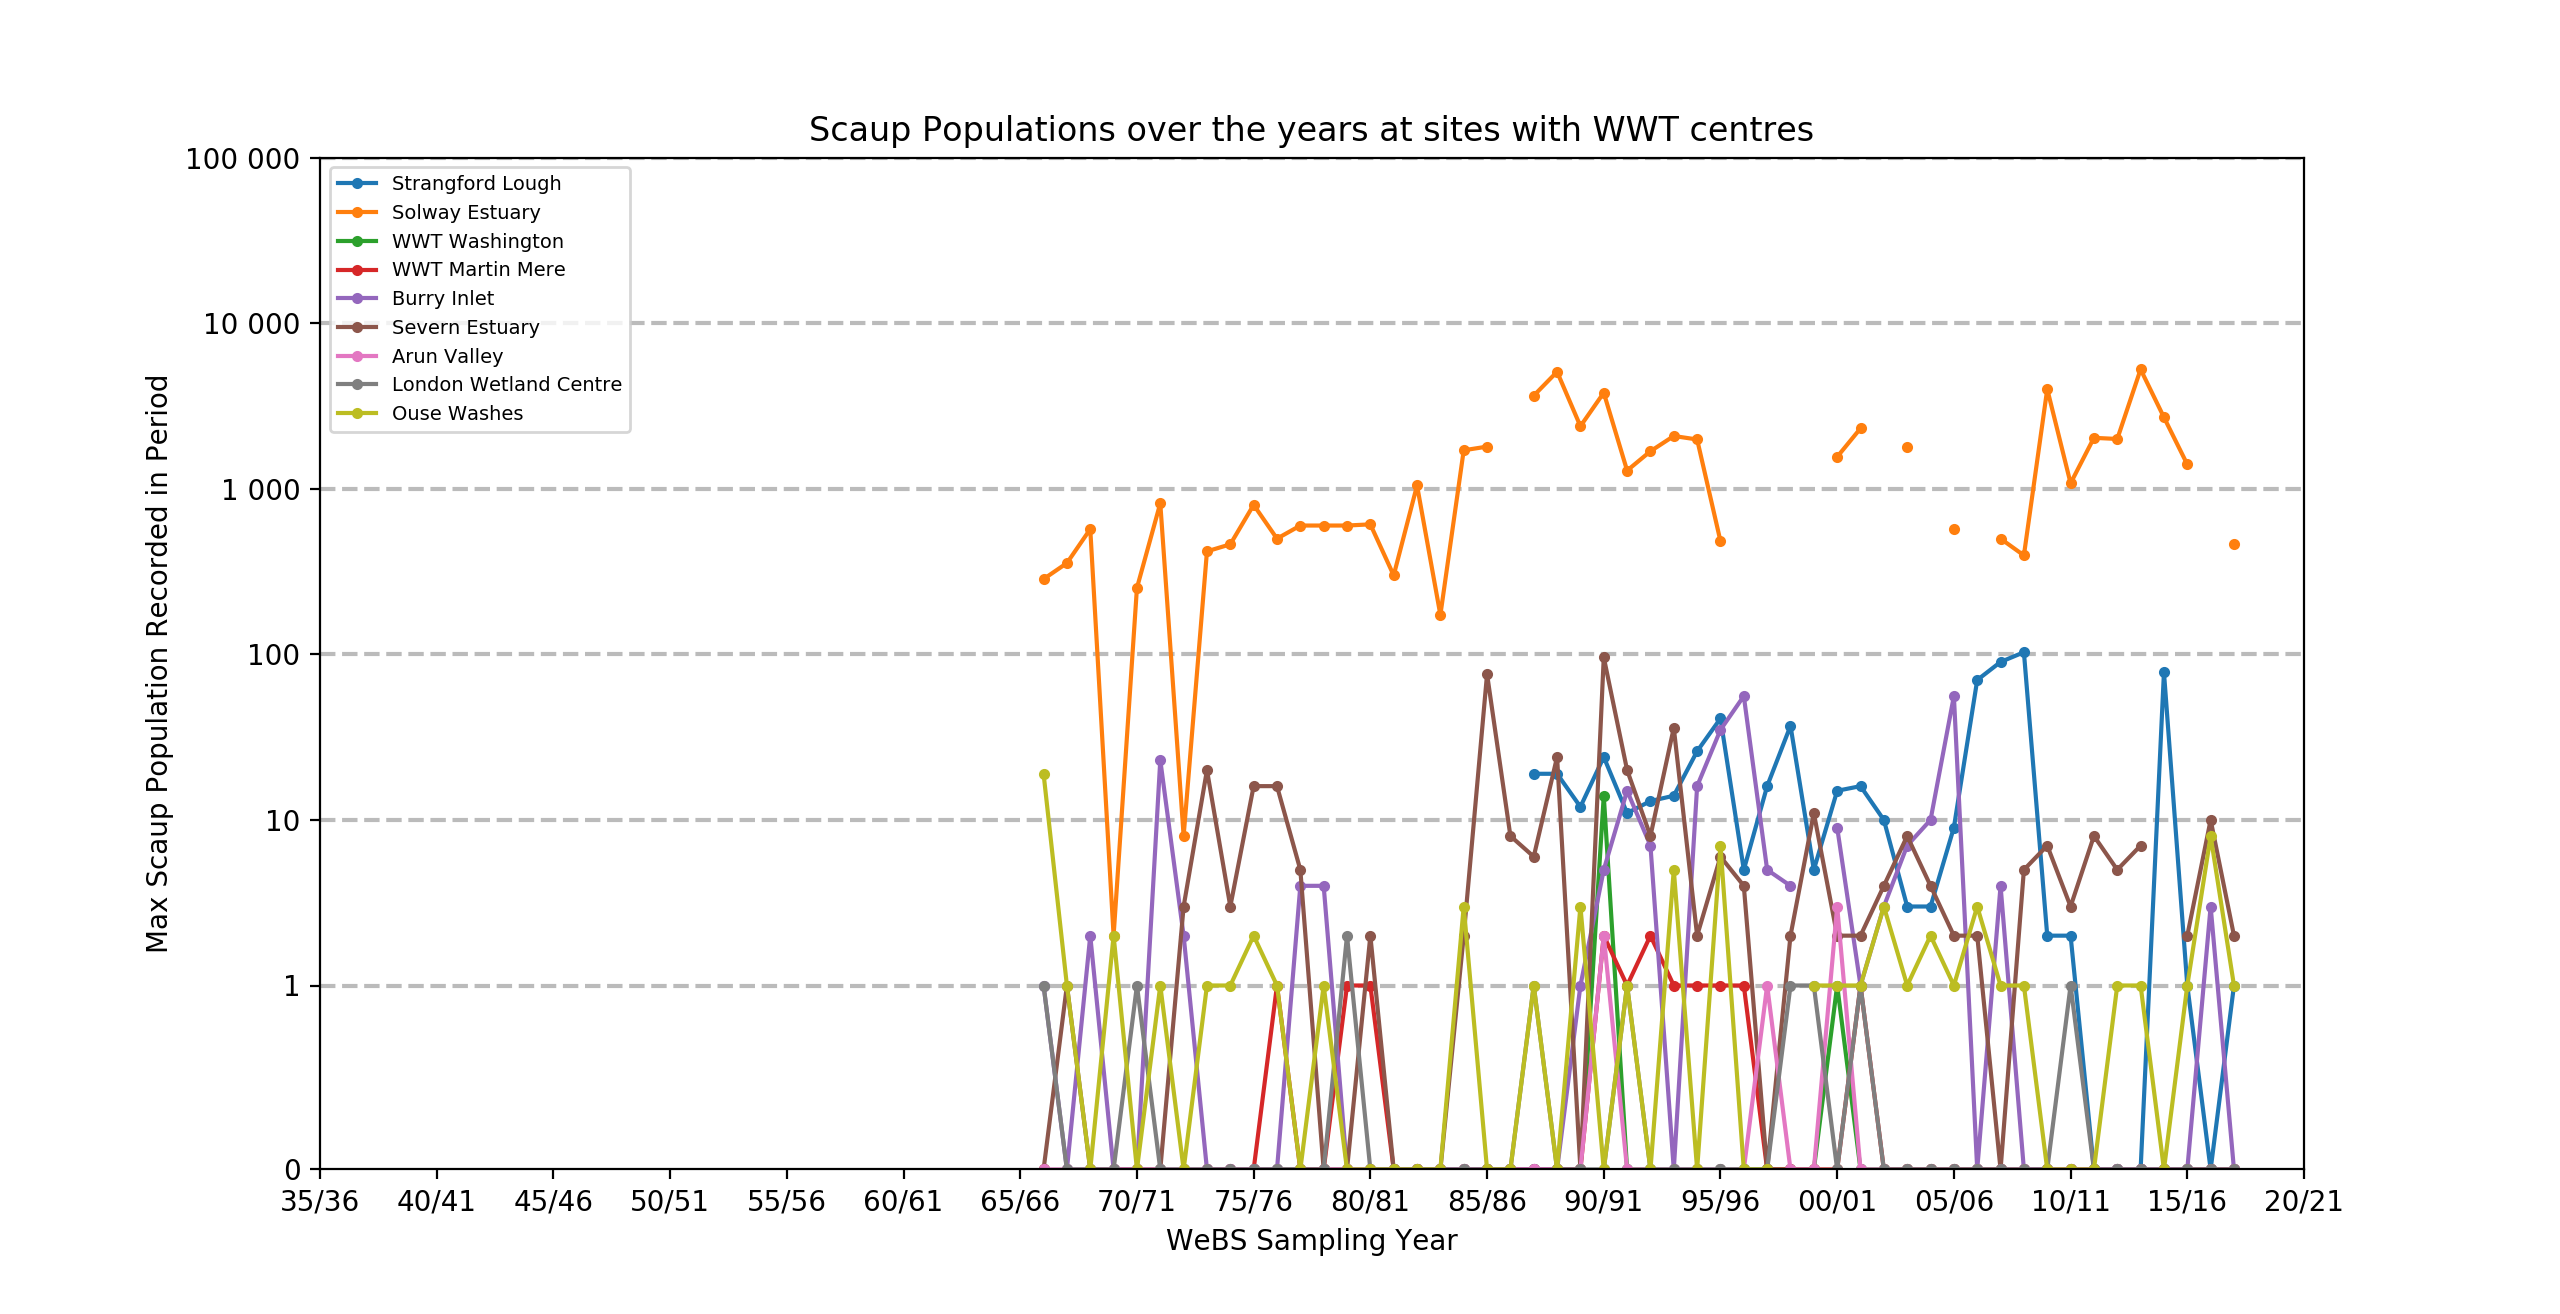 Scaup Populations over the years at sites with WWT centres
100 000
10 000
1 000
100
10
1
0
Max Scaup Population Recorded in Period
Strangford Lough
Solway Estuary
WWT Washington
WWT Martin Mere
Burry Inlet
Severn Estuary
Arun Valley
London Wetland Centre
Ouse Washes
35/36 40/41 45/46 50/51 55/56 60/61 65/66 70/71 75/76 80/81 85/86 90/91 95/96 00/01 05/06 10/11 15/16 20/21
WeBS Sampling Year